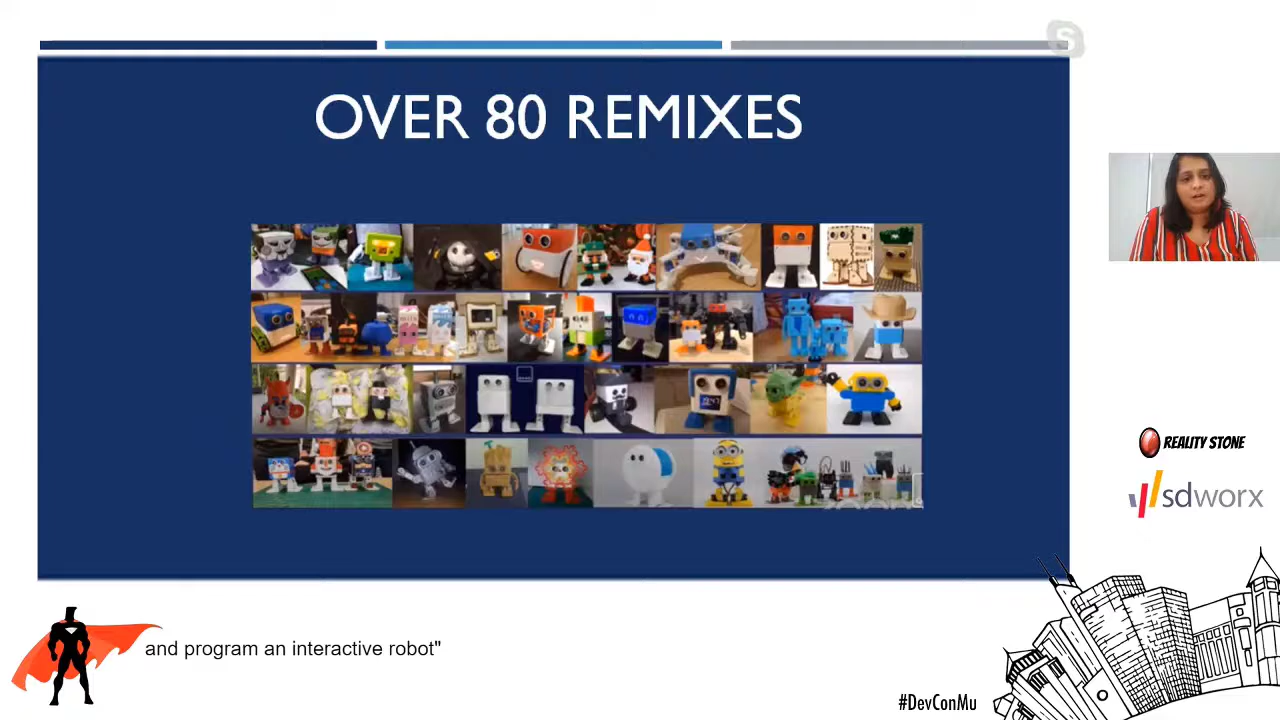 S
OVER 80 REMIXES
REALITY STONE
sdworx
and program an interactive robot"
#DevConMu